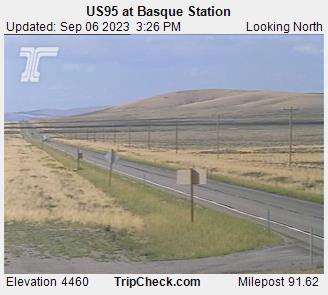 US95 at Basque Station
Updated: Sep 06 2023 3:26 PM Looking North
Elevation 4460 TripCheck.com Milepost 91.62